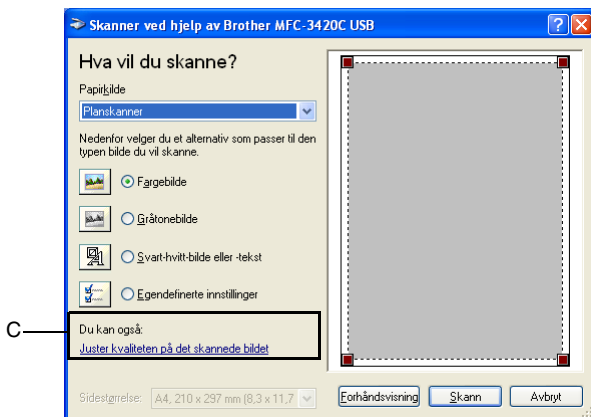 Skanner ved hjelp av Brother MFC-3420C USB
Hva vil du skanne?
Papirkilde
Planskanner
Nedenfor velger du et alternativ som passer til den
typen bilde du vil skanne.
Fargebilde
Gråtonebilde
Svart-hvitt-bilde eller -tekst
Egendefinerte innstillinger
C
Du kan også:
Juster kvaliteten på det skannede bildet
Sidestørrelse: A4, 210 x 297 mm (8,3 x 11,7
Forhåndsvisning Skann Avbryt